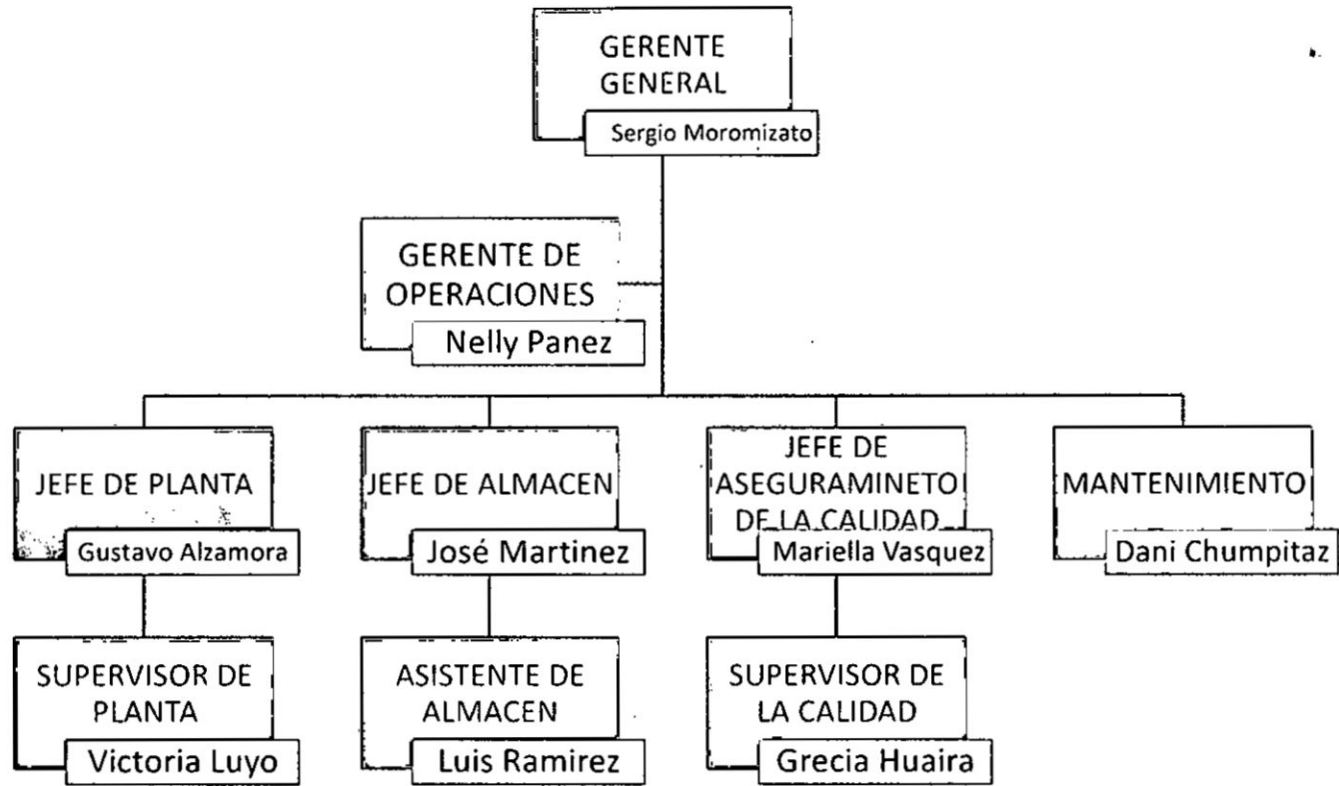 GERENTE
GENERAL
Sergio Moromizato
GERENTE DE
OPERACIONES
Nelly Panez
JEFE DE PLANTA
Gustavo Alzamora
JEFE DE ALMACEN
José Martinez
JEFE DE
ASEGURAMINETO
DE LA CALIDAD
Mariella Vasquez
MANTENIMIENTO
Dani Chumpitaz
SUPERVISOR DE
PLANTA
Victoria Luyo
ASISTENTE DE
ALMACEN
Luis Ramirez
SUPERVISOR DE
LA CALIDAD
Grecia Huaira